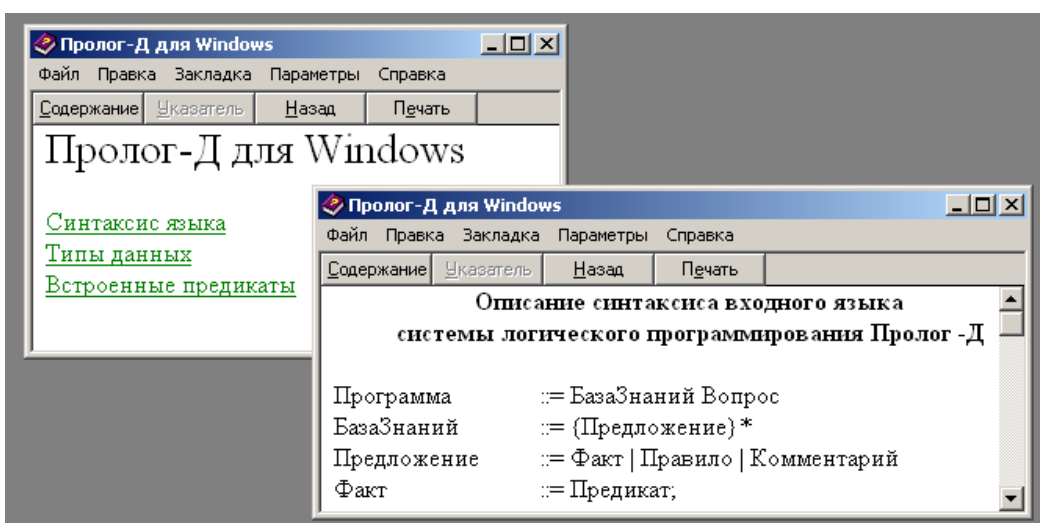 Пролог-Д для Windows
Файл Правка Закладка Параметры Справка
Содержание Указатель Назад Печать
Пролог-Д для Windows
Синтаксис языка
Типы данных
Встроенные предикаты
Пролог-Д для Windows
Файл Правка Закладка Параметры Справка
Содержание Указатель Назад Печать
Описание синтаксиса входного языка
системы логического программирования Пролог -Д
Программа ::= БазаЗнаний Вопрос
БазаЗнаний ::= {Предложение} *
Предложение ::= Факт | Правило | Комментарий
Факт ::= Предикат;